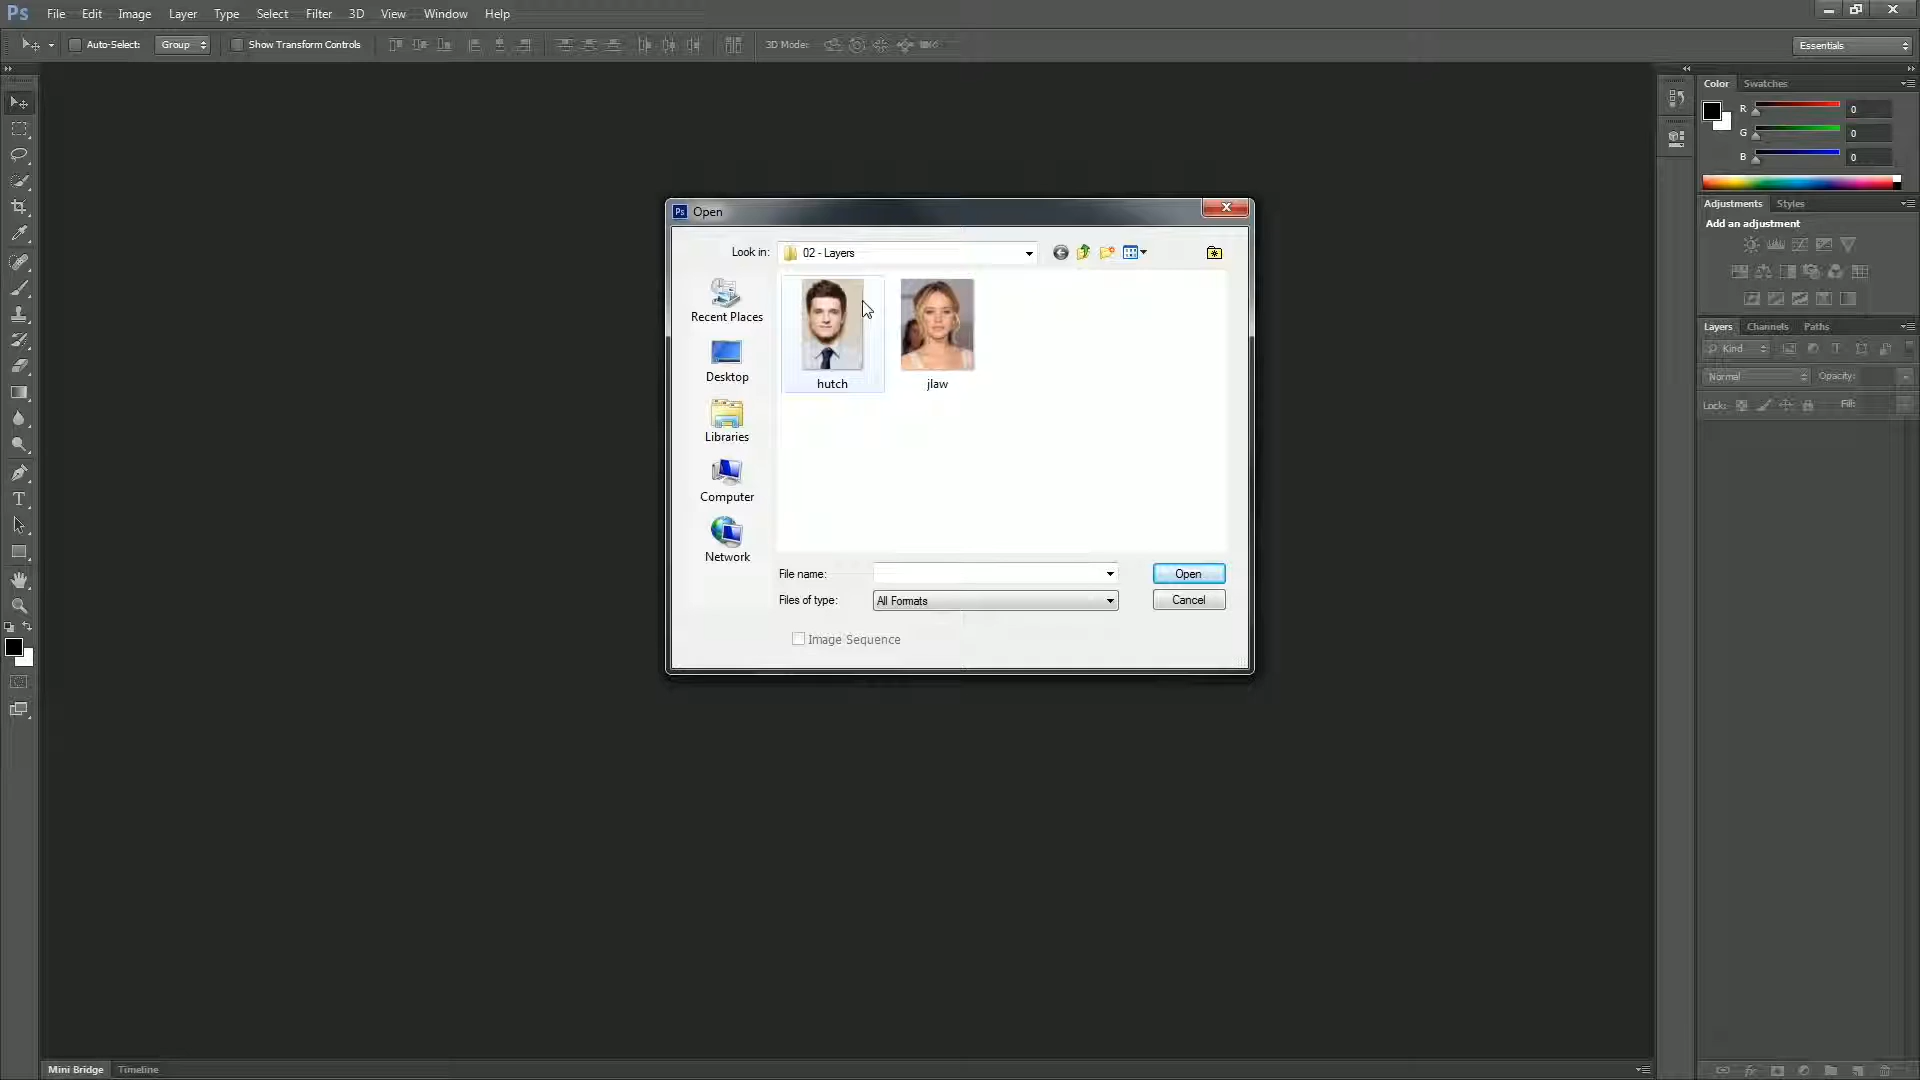 Ps File Edit Image Layer Type Select Filter 3D View Window Help
Auto-Select: Group Show Transform Controls 3D Mode: Essentials
Color Swatches
R 0
G 0
B 0
Adjustments Styles
Add an adjustment
Layers Channels Paths
Kind
Normal Opacity:
Lock: Fill:
Ps Open
Look in: 02 - Layers
Recent Places
Desktop
Libraries
Computer
Network
hutch jlaw
File name: Open
Files of type: All Formats Cancel
Image Sequence
T
Mini Bridge Timeline